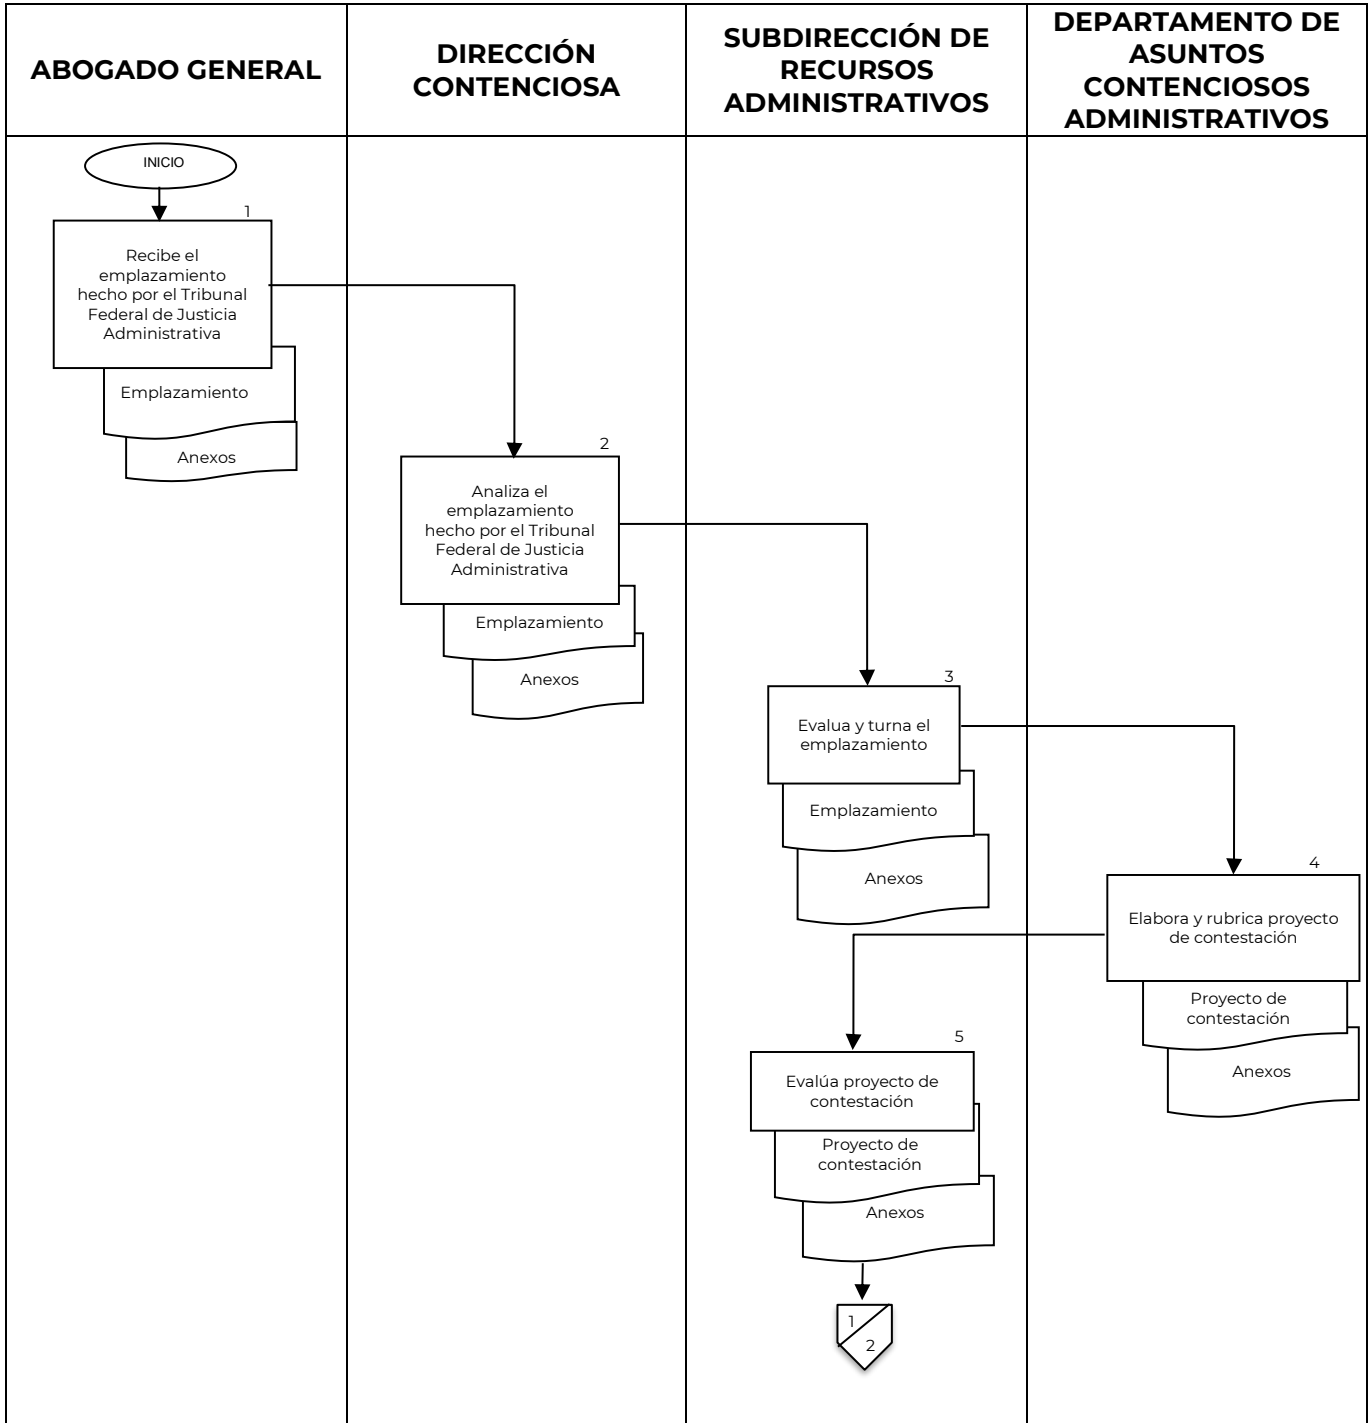 ABOGADO GENERAL
DIRECCIÓN
CONTENCIOSA
SUBDIRECCIÓN DE
RECURSOS
ADMINISTRATIVOS
DEPARTAMENTO DE
ASUNTOS
CONTENCIOSOS
ADMINISTRATIVOS
INICIO
1
Recibe el
emplazamiento
hecho por el Tribunal
Federal de Justicia
Administrativa
Emplazamiento
Anexos
2
Analiza el
emplazamiento
hecho por el Tribunal
Federal de Justicia
Administrativa
Emplazamiento
Anexos
3
Evalua y turna el
emplazamiento
Emplazamiento
Anexos
4
Elabora y rubrica proyecto
de contestación
Proyecto de
contestación
Anexos
5
Evalúa proyecto de
contestación
Proyecto de
contestación
Anexos
1
2